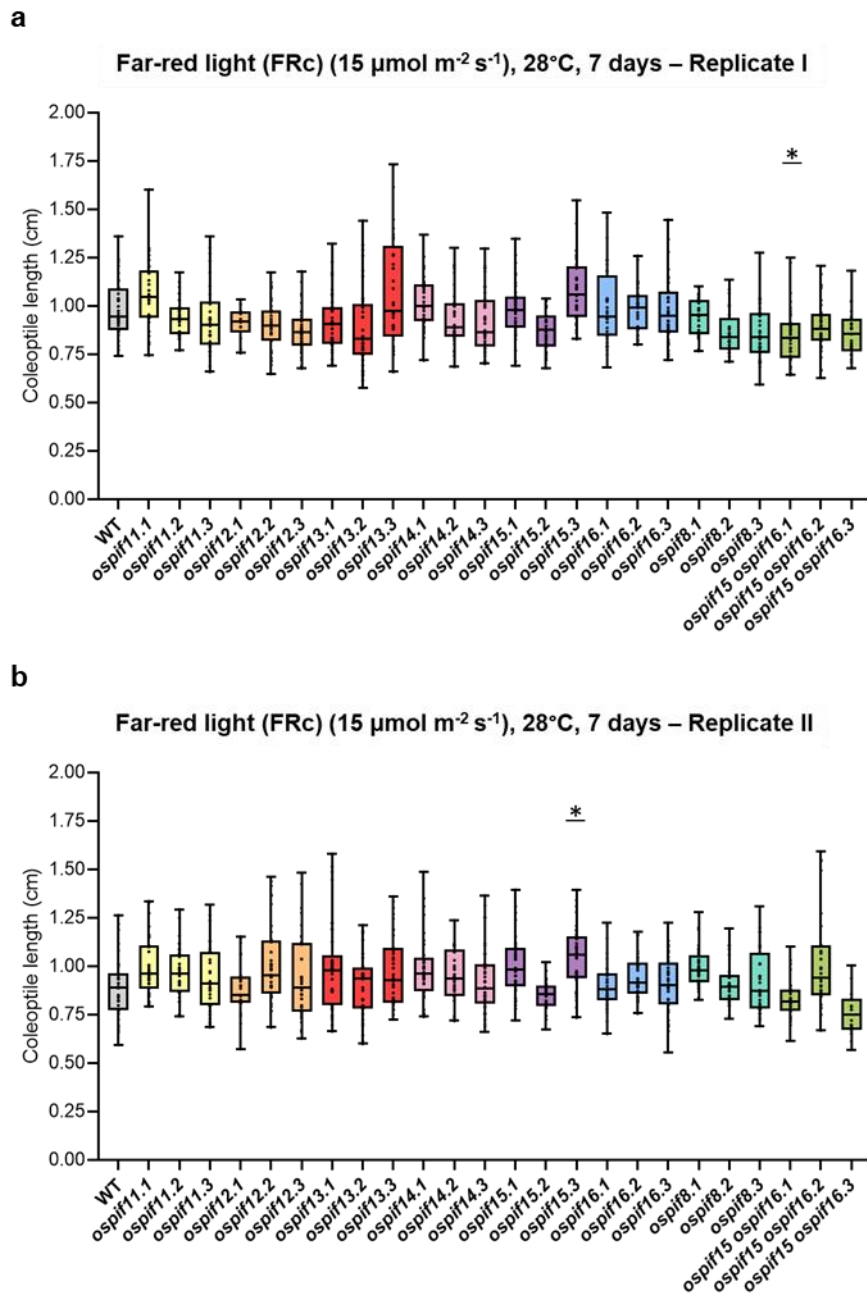 a
Far-red light (FRc) (15 µmol m⁻² s⁻¹), 28°C, 7 days – Replicate I
2.00
1.75
1.50
1.25
1.00
0.75
0.50
0.25
0.00
Coleoptile length (cm)
*
WT
ospif11.1
ospif11.2
ospif11.3
ospif12.1
ospif12.2
ospif12.3
ospif13.1
ospif13.2
ospif13.3
ospif14.1
ospif14.2
ospif14.3
ospif15.1
ospif15.2
ospif15.3
ospif16.1
ospif16.2
ospif16.3
ospif8.1
ospif8.2
ospif8.3
ospif15 ospif16.1
ospif15 ospif16.2
ospif15 ospif16.3
b
Far-red light (FRc) (15 µmol m⁻² s⁻¹), 28°C, 7 days – Replicate II
2.00
1.75
1.50
1.25
1.00
0.75
0.50
0.25
0.00
Coleoptile length (cm)
*
WT
ospif11.1
ospif11.2
ospif11.3
ospif12.1
ospif12.2
ospif12.3
ospif13.1
ospif13.2
ospif13.3
ospif14.1
ospif14.2
ospif14.3
ospif15.1
ospif15.2
ospif15.3
ospif16.1
ospif16.2
ospif16.3
ospif8.1
ospif8.2
ospif8.3
ospif15 ospif16.1
ospif15 ospif16.2
ospif15 ospif16.3